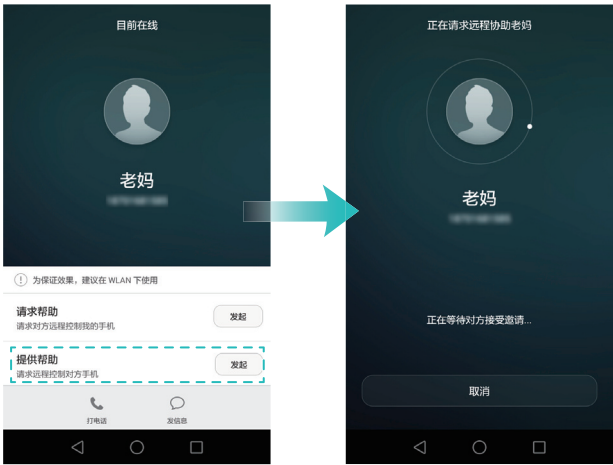 目前在线
老妈
! 为保证效果，建议在 WLAN 下使用
请求帮助
请求对方远程控制我的手机
发起
提供帮助
请求远程控制对方手机
发起
打电话
发信息
正在请求远程协助老妈
老妈
正在等待对方接受邀请...
取消